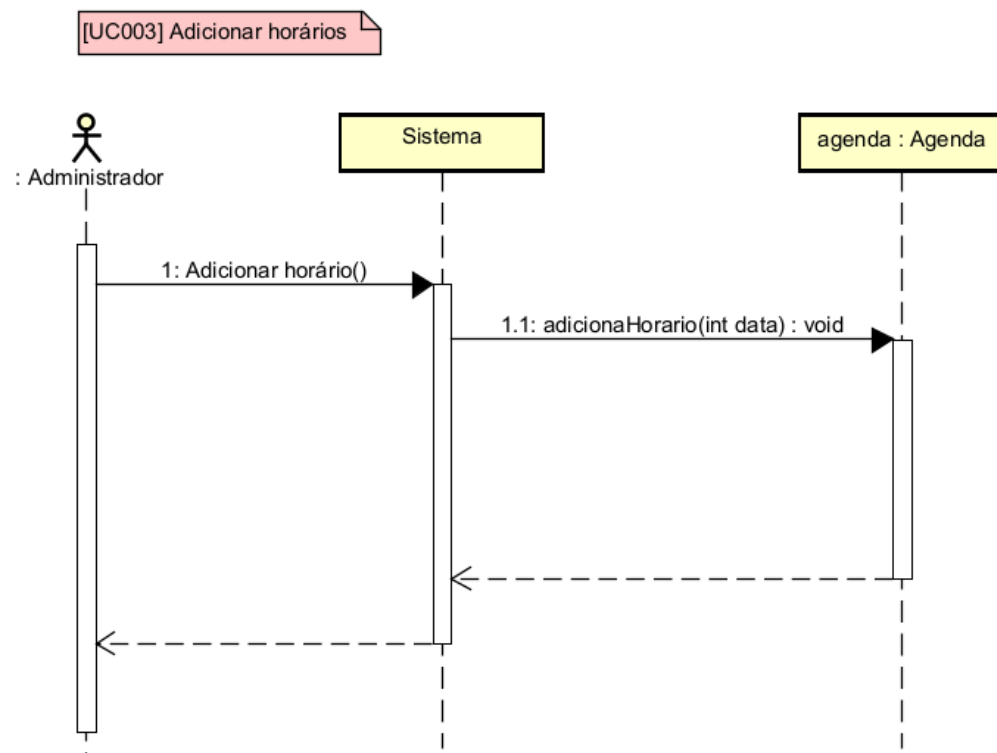 [UC003] Adicionar horários
Sistema
agenda : Agenda
: Administrador
1: Adicionar horário()
1.1: adicionaHorario(int data) : void